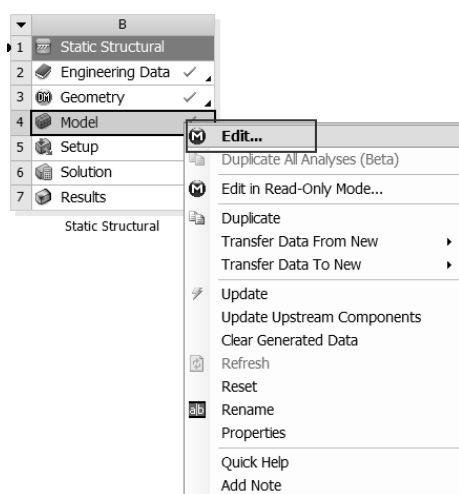 B
1 Static Structural
2 Engineering Data
3 Geometry
4 Model
5 Setup
6 Solution
7 Results
Static Structural
Edit...
Duplicate All Analyses (Beta)
Edit in Read-Only Mode...
Duplicate
Transfer Data From New
Transfer Data To New
Update
Update Upstream Components
Clear Generated Data
Refresh
Reset
a|b Rename
Properties
Quick Help
Add Note